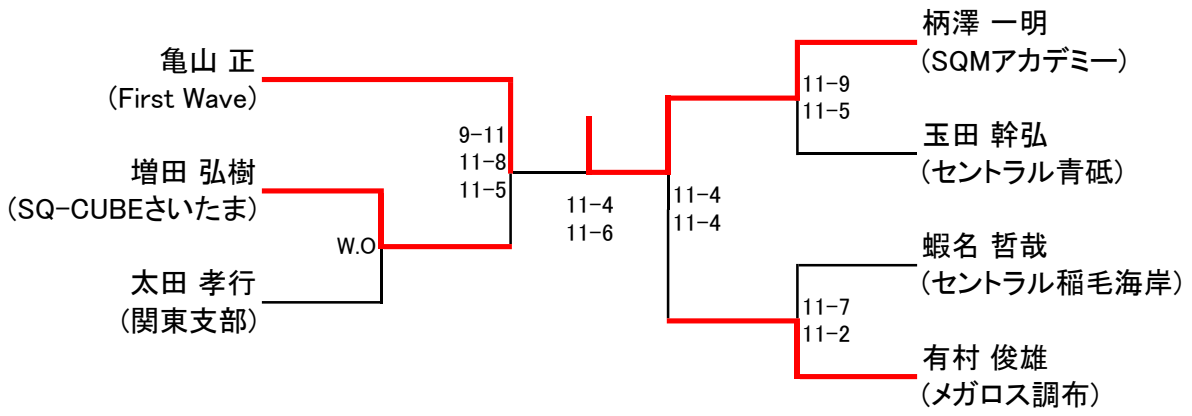 亀山 正
(First Wave)
増田 弘樹
(SQ-CUBEさいたま)
太田 孝行
(関東支部)
W.O
9-11
11-8
11-5
11-4
11-6
11-4
11-4
11-9
11-5
11-7
11-2
柄澤 一明
(SQMアカデミー)
玉田 幹弘
(セントラル青砥)
蝦名 哲哉
(セントラル稲毛海岸)
有村 俊雄
(メガロス調布)